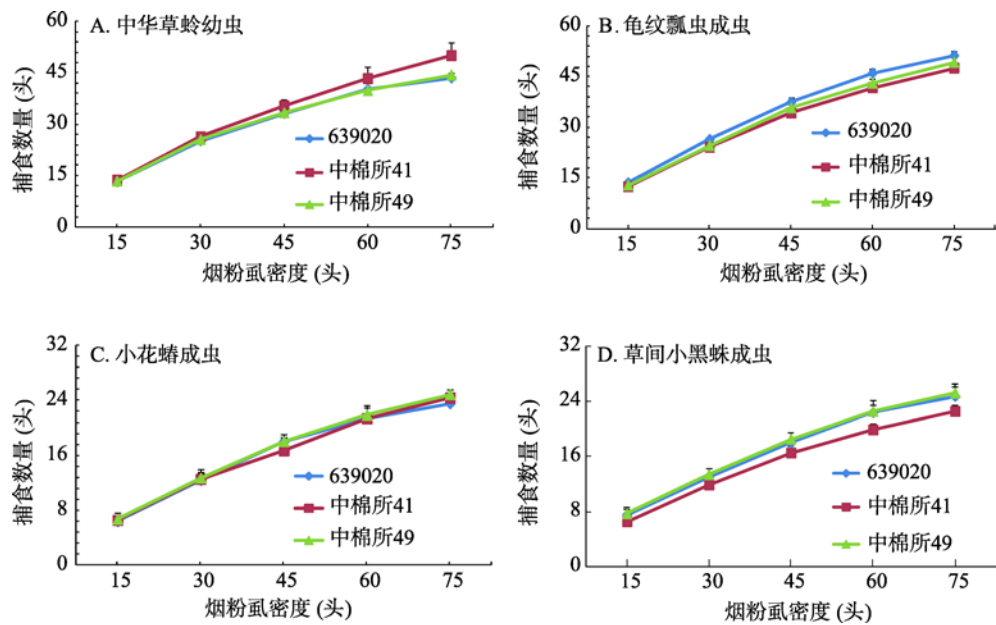 A. 中华草蛉幼虫
60
45
30
15
0
捕食数量 (头)
639020
中棉所41
中棉所49
15 30 45 60 75
烟粉虱密度 (头)
B. 龟纹瓢虫成虫
60
45
30
15
0
捕食数量 (头)
639020
中棉所41
中棉所49
15 30 45 60 75
烟粉虱密度 (头)
C. 小花蝽成虫
32
24
16
8
0
捕食数量 (头)
639020
中棉所41
中棉所49
15 30 45 60 75
烟粉虱密度 (头)
D. 草间小黑蛛成虫
32
24
16
8
0
捕食数量 (头)
639020
中棉所41
中棉所49
15 30 45 60 75
烟粉虱密度 (头)